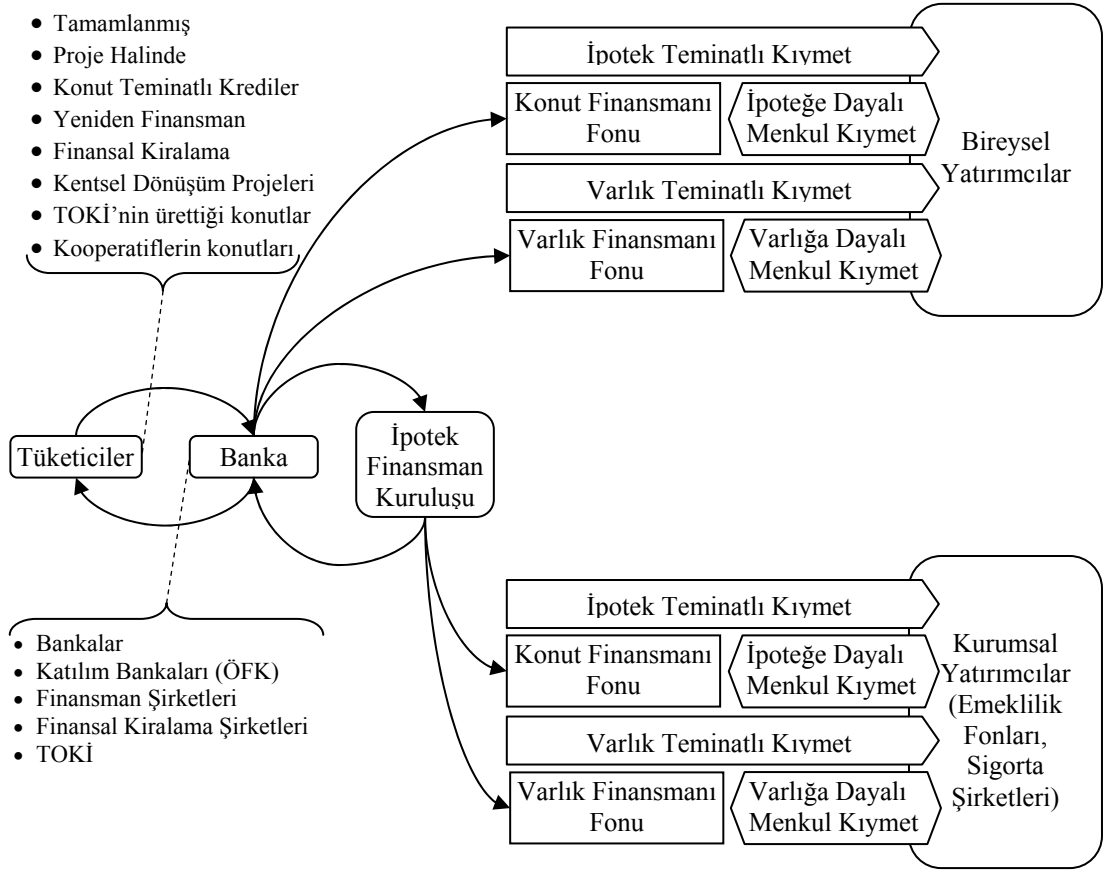 • Tamamlanmış
• Proje Halinde
• Konut Teminatlı Krediler
• Yeniden Finansman
• Finansal Kiralama
• Kentsel Dönüşüm Projeleri
• TOKİ’nin ürettiği konutlar
• Kooperatiflerin konutları
İpotek Teminatlı Kıymet
Konut Finansmanı
Fonu
İpoteğe Dayalı
Menkul Kıymet
Varlık Teminatlı Kıymet
Varlık Finansmanı
Fonu
Varlığa Dayalı
Menkul Kıymet
Bireysel
Yatırımcılar
Tüketiciler
Banka
İpotek
Finansman
Kuruluşu
• Bankalar
• Katılım Bankaları (ÖFK)
• Finansman Şirketleri
• Finansal Kiralama Şirketleri
• TOKİ
İpotek Teminatlı Kıymet
Konut Finansmanı
Fonu
İpoteğe Dayalı
Menkul Kıymet
Varlık Teminatlı Kıymet
Varlık Finansmanı
Fonu
Varlığa Dayalı
Menkul Kıymet
Kurumsal
Yatırımcılar
(Emeklilik
Fonları,
Sigorta
Şirketleri)